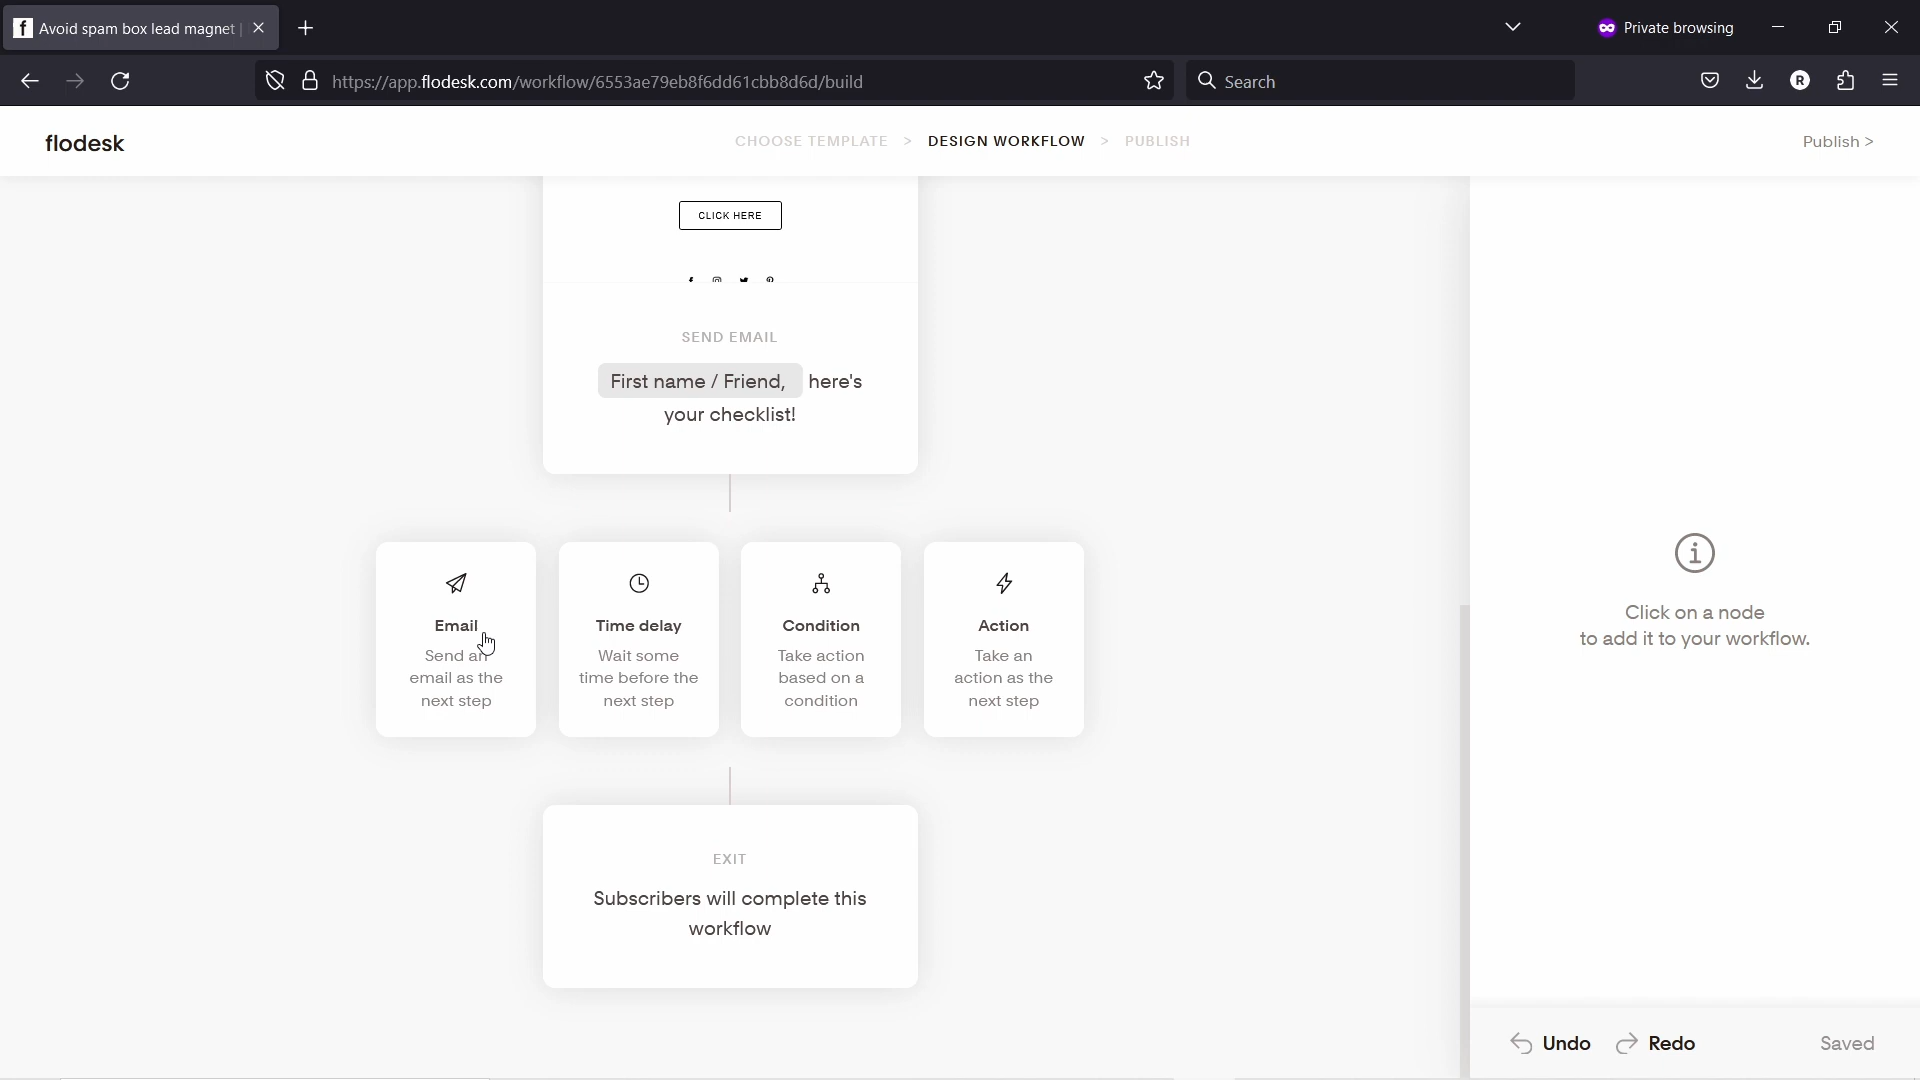 f Avoid spam box lead magnet |
Private browsing
https://app.flodesk.com/workflow/6553ae79eb8f6dd61cbb8d6d/build
Search
R
flodesk
CHOOSE TEMPLATE > DESIGN WORKFLOW > PUBLISH
Publish >
CLICK HERE
SEND EMAIL
First name / Friend, here's
your checklist!
Email
Send an
email as the
next step
Time delay
Wait some
time before the
next step
Condition
Take action
based on a
condition
Action
Take an
action as the
next step
Click on a node
to add it to your workflow.
EXIT
Subscribers will complete this
workflow
Undo
Redo
Saved